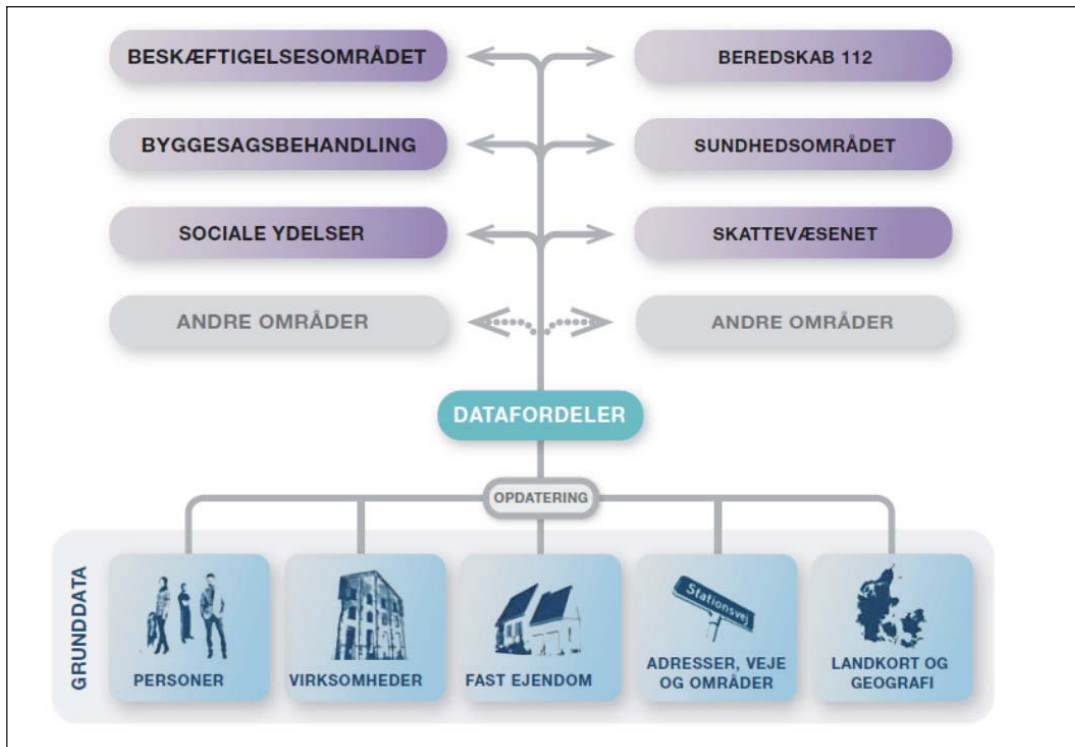 BESKÆFTIGELSESOMRÅDET
BEREDSKAB 112
BYGGESAGSBEHANDLING
SUNDHEDSOMRÅDET
SOCIALE YDELSER
SKATTEVÆSENET
ANDRE OMRÅDER
ANDRE OMRÅDER
DATAFORDELER
OPDATERING
GRUNDDATA
Stationsvej
PERSONER
VIRKSOMHEDER
FAST EJENDOM
ADRESSER, VEJE
OG OMRÅDER
LANDKORT OG
GEOGRAFI